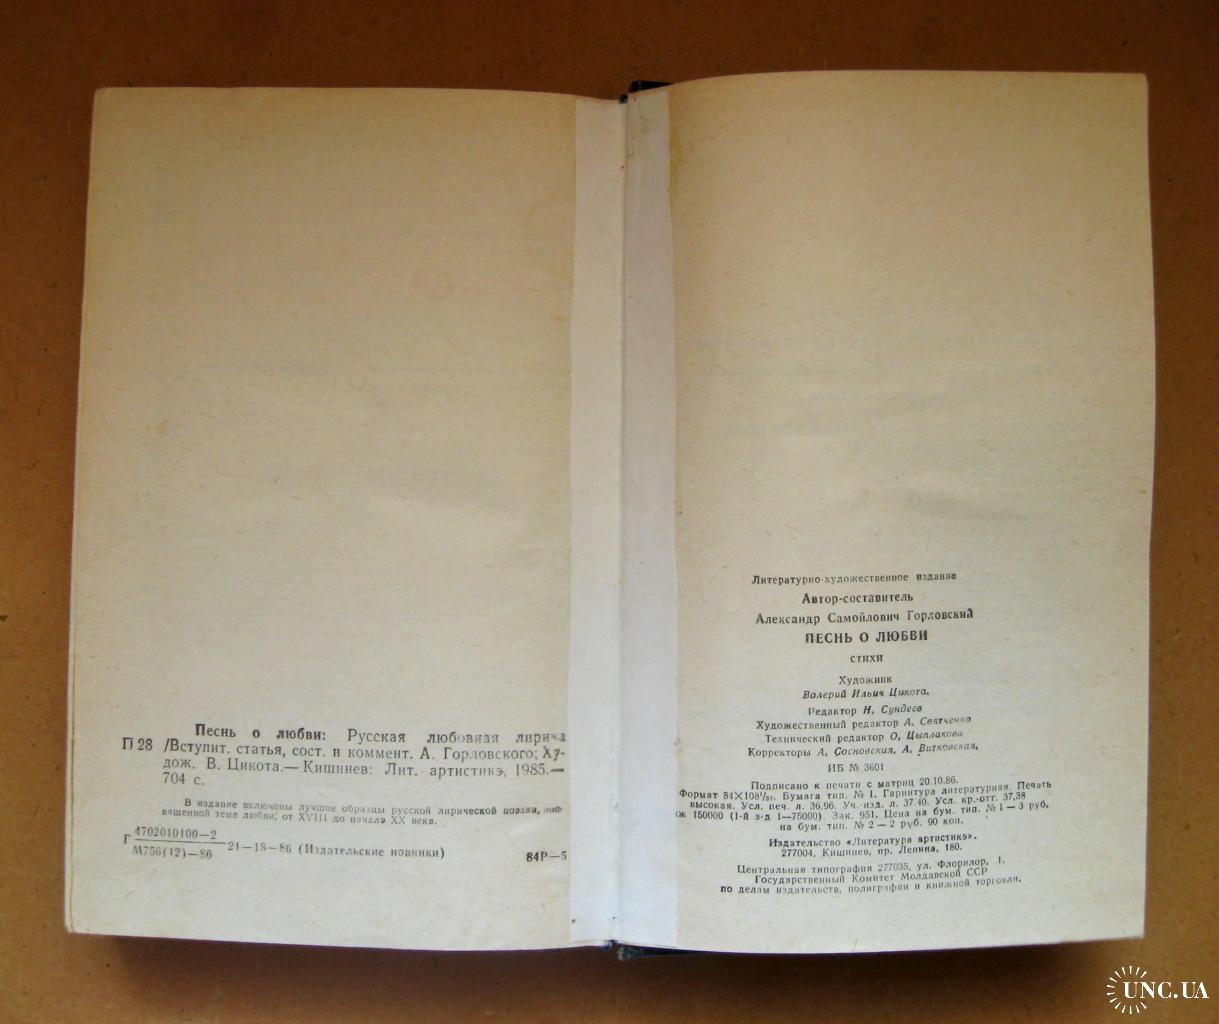 Песнь о любви: Русская любовная лирика
П 28 /Вступит. статья, сост. и коммент. А. Горловского; Ху-
дож. В. Цикота.— Кишинев: Лит. артистикэ, 1985.—
704 с.
В издание включены лучшие образцы русской лирической поэзии, пос-
вященной теме любви, от XVIII до начала XX века.
Г 4702010100—2
М756(12)—86
21—18—86 (Издательские новинки)
84Р—5
Литературно-художественное издание
Автор-составитель
Александр Самойлович Горловский
ПЕСНЬ О ЛЮБВИ
СТИХИ
Художник
Валерий Ильич Цикота.
Редактор Н. Сундеев
Художественный редактор А. Святченко
Технический редактор О. Цыплакова
Корректоры А. Сосновския, А. Витковская,
ИБ № 3601
Подписано к печати с матриц 20.10.86.
Формат 84×108¹/₃₂. Бумага тип. № 1. Гарнитура литературная. Печать
высокая. Усл. печ. л. 36.96. Уч.-изд. л. 37.40. Усл. кр.-отт. 37,38
аж 150000 (1-й з-д 1—75000). Зак. 951. Цена на бум. тип. № 1 — 3 руб.
на бум. тип. № 2 — 2 руб. 90 коп.
Издательство «Литература артистикэ».
277004, Кишинев, пр. Ленина, 180.
Центральная типография 277035, ул. Флорилор, 1.
Государственный Комитет Молдавской ССР
по делам издательств, полиграфии и книжной торговли.
UNC.UA